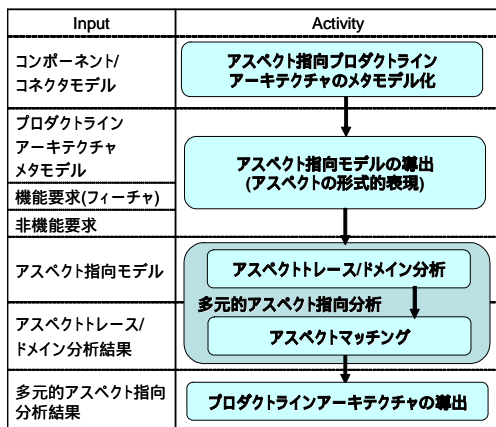 Input
Activity
コンポーネント/
コネクタモデル
アスペクト指向プロダクトライン
アーキテクチャのメタモデル化
プロダクトライン
アーキテクチャ
メタモデル
機能要求(フィーチャ)
非機能要求
アスペクト指向モデルの導出
(アスペクトの形式的表現)
アスペクト指向モデル
アスペクトトレース/ドメイン分析
多元的アスペクト指向分析
アスペクトトレース/
ドメイン分析結果
アスペクトマッチング
多元的アスペクト指向
分析結果
プロダクトラインアーキテクチャの導出